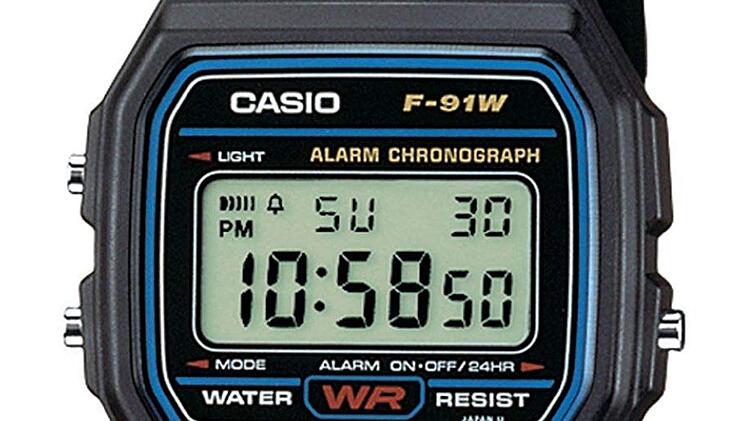 CASIO F-91W
LIGHT ALARM CHRONOGRAPH
SU 30
PM
10:58 50
MODE ALARM ON•OFF/24HR
WATER WR RESIST